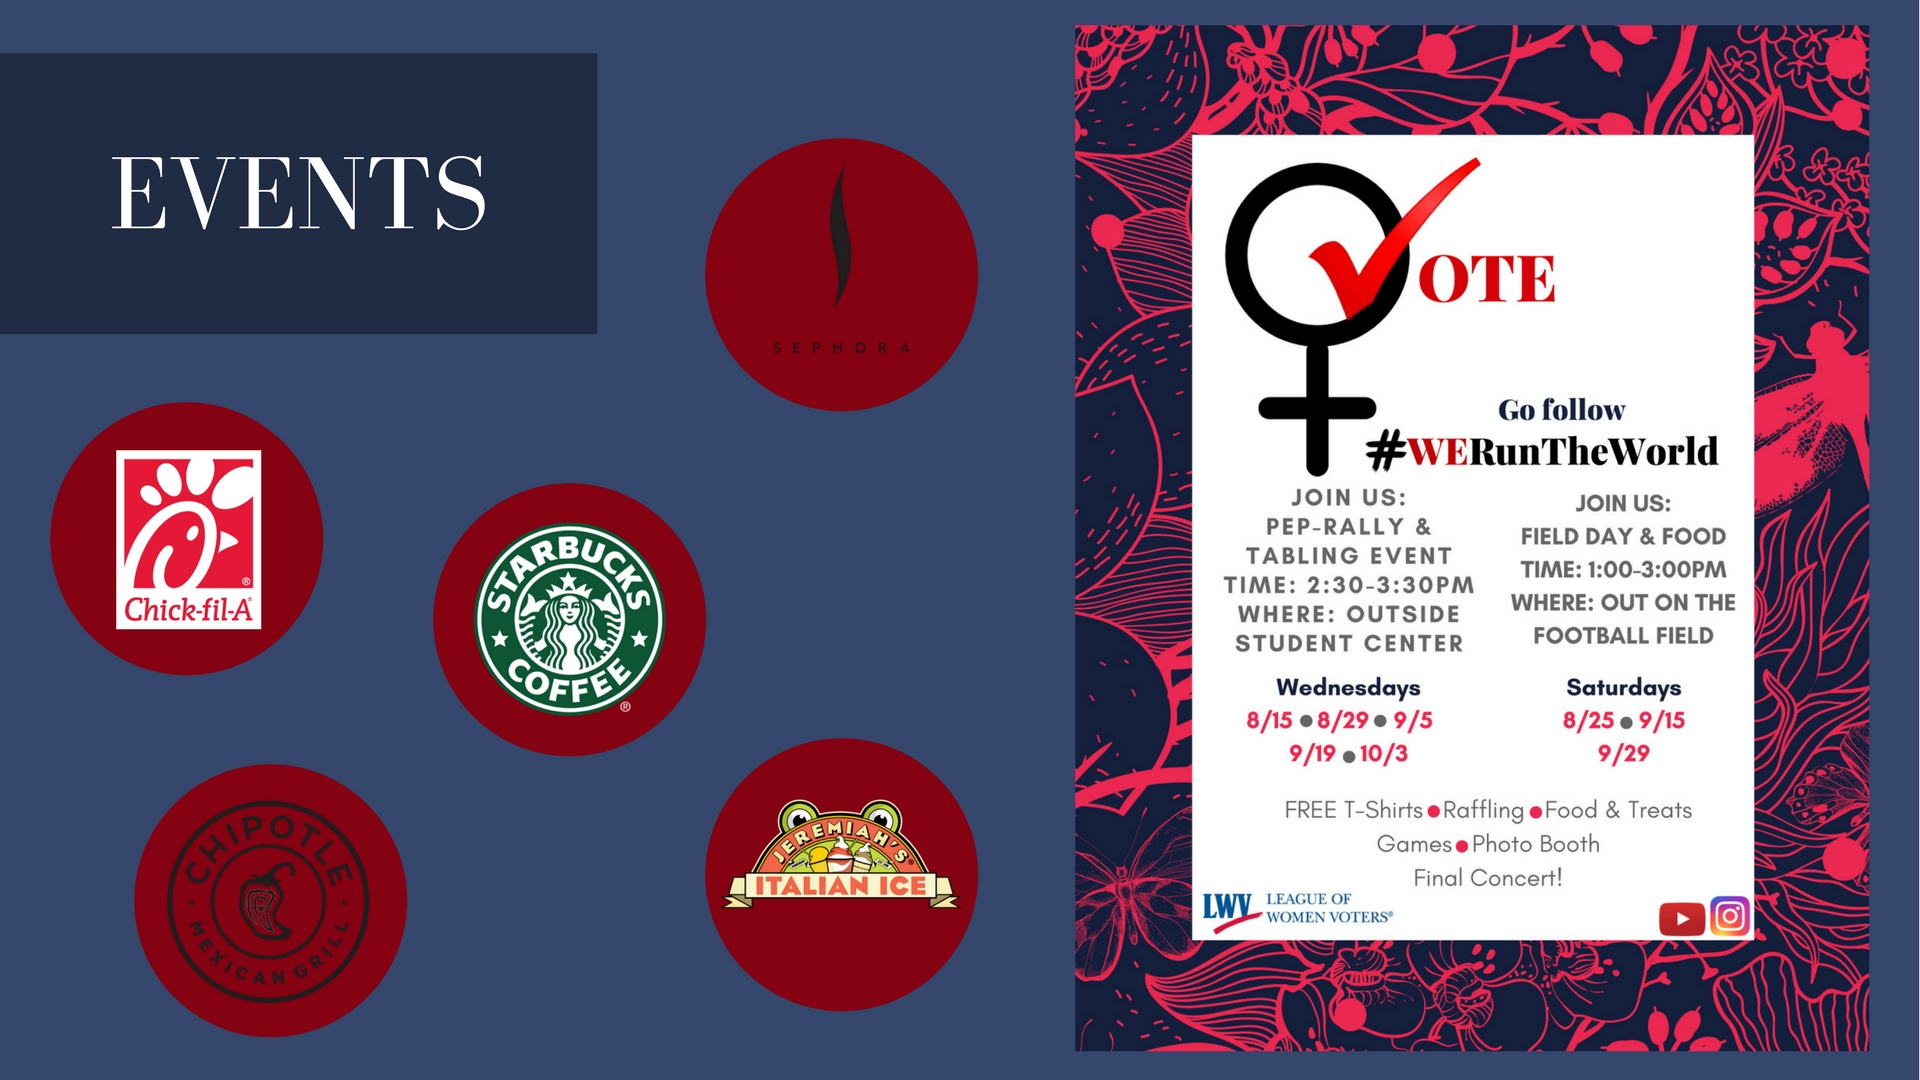 EVENTS
SEPHORA
Chick-fil-A®
®
STARBUCKS
COFFEE
®
CHIPOTLE
MEXICAN GRILL
JEREMIAH'S®
ITALIAN ICE
OTE
Go follow
#WERunTheWorld
JOIN US:
PEP-RALLY &
TABLING EVENT
TIME: 2:30-3:30PM
WHERE: OUTSIDE
STUDENT CENTER
Wednesdays
8/15 ● 8/29 ● 9/5
9/19 ● 10/3
JOIN US:
FIELD DAY & FOOD
TIME: 1:00-3:00PM
WHERE: OUT ON THE
FOOTBALL FIELD
Saturdays
8/25 ● 9/15
9/29
FREE T-Shirts ● Raffling ● Food & Treats
Games ● Photo Booth
Final Concert!
LWV LEAGUE OF
WOMEN VOTERS®